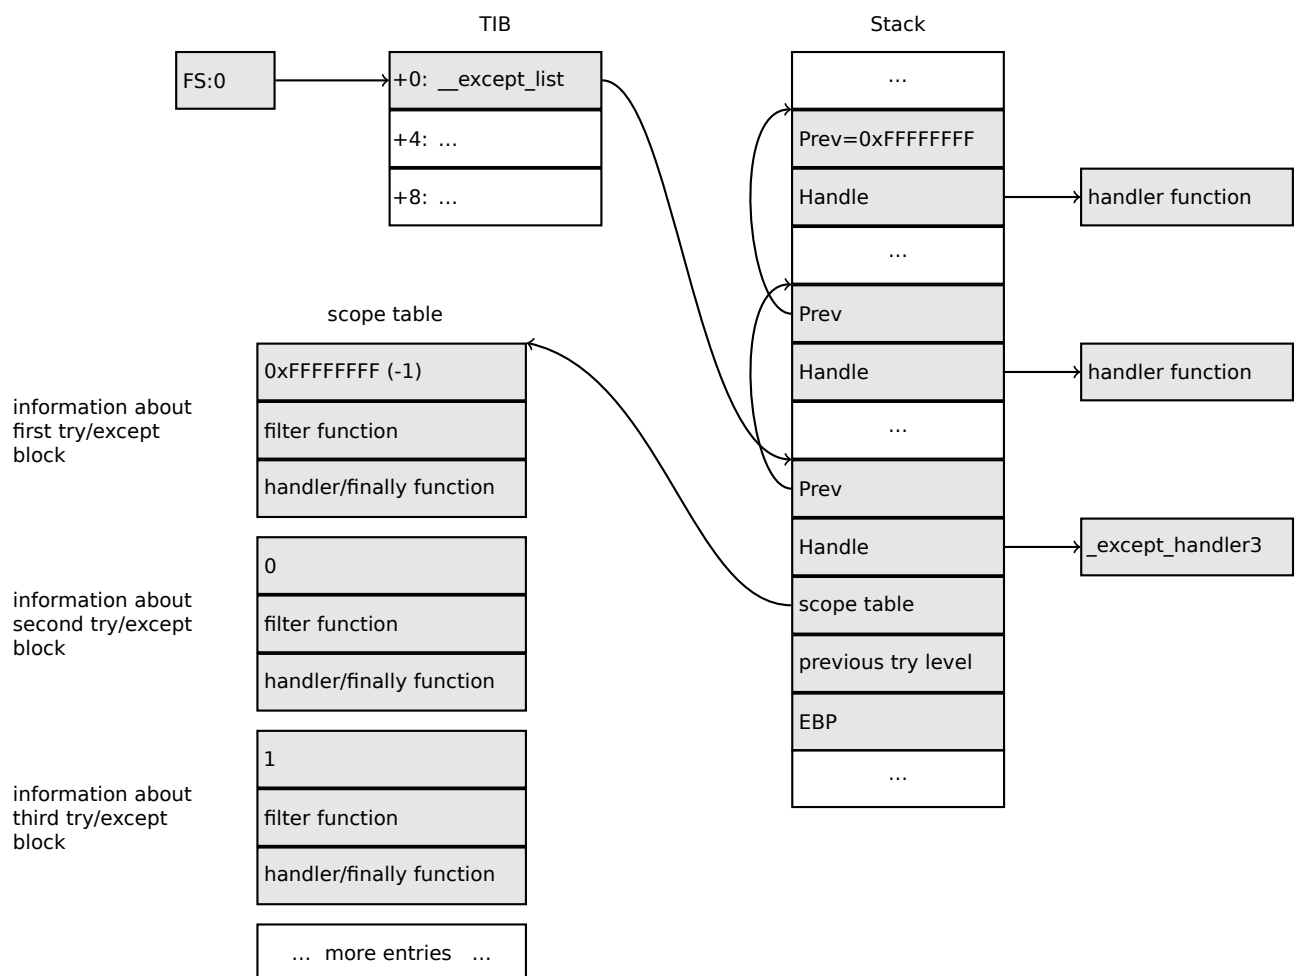 TIB
Stack
FS:0
+0: __except_list
+4: ...
+8: ...
...
Prev=0xFFFFFFFF
Handle
handler function
...
Prev
Handle
handler function
...
Prev
Handle
_except_handler3
scope table
previous try level
EBP
...
scope table
information about
first try/except
block
0xFFFFFFFF (-1)
filter function
handler/finally function
information about
second try/except
block
0
filter function
handler/finally function
information about
third try/except
block
1
filter function
handler/finally function
... more entries ...